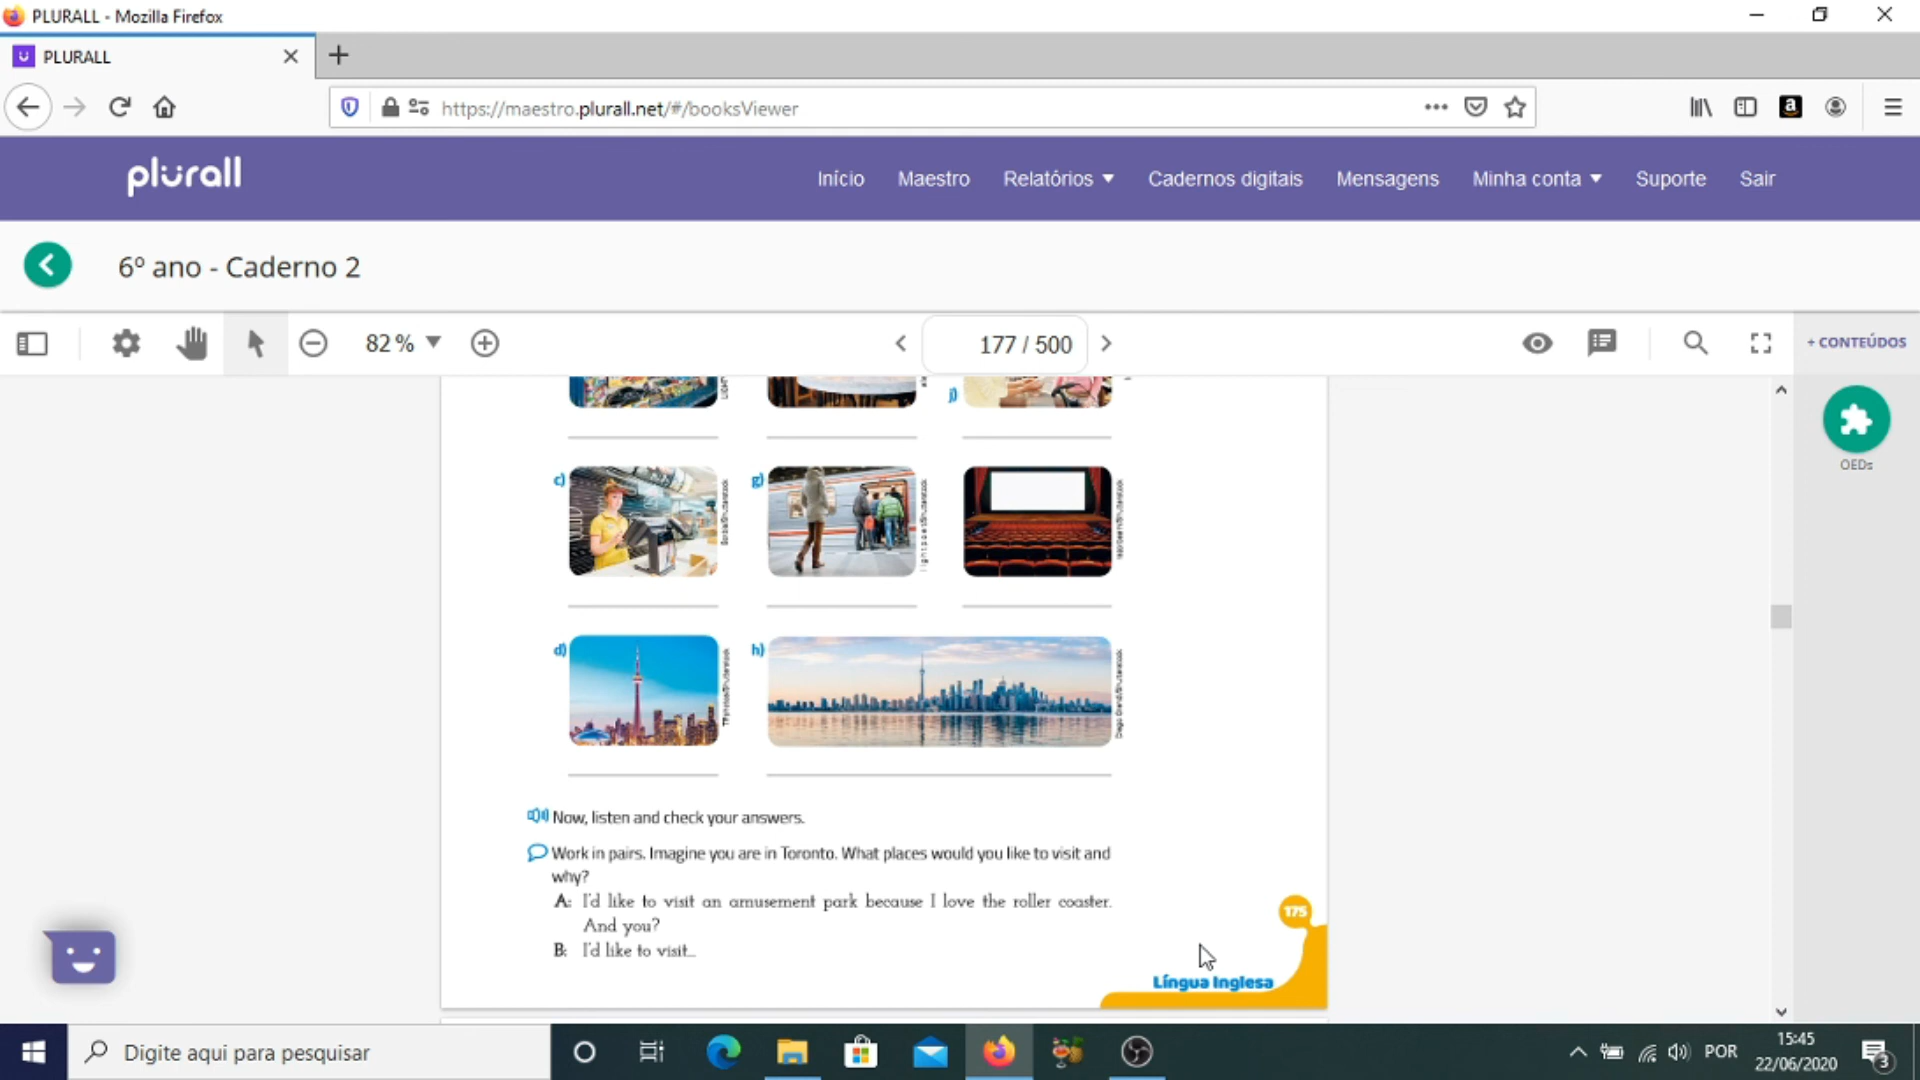 PLURALL - Mozilla Firefox
PLURALL
https://maestro.plurall.net/#/booksViewer
plurall
Início Maestro Relatórios Cadernos digitais Mensagens Minha conta Suporte Sair
6º ano - Caderno 2
82 % 177 / 500 + CONTEÚDOS
j)
OEDs
c) g)
d) h)
Now, listen and check your answers.
Work in pairs. Imagine you are in Toronto. What places would you like to visit and
why?
A: I'd like to visit an amusement park because I love the roller coaster.
And you?
B: I'd like to visit...
175
Língua Inglesa
Digite aqui para pesquisar
POR
15:45
22/06/2020
3